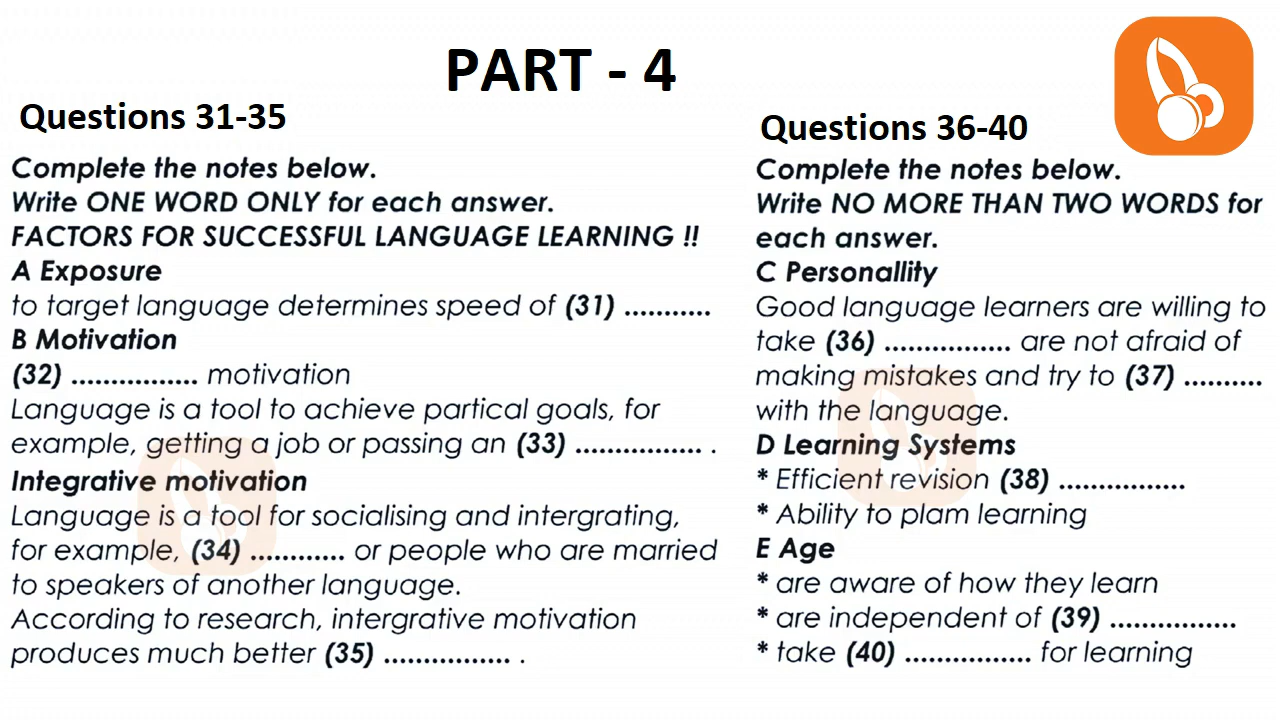 PART - 4
Questions 31-35
Complete the notes below.
Write ONE WORD ONLY for each answer.
FACTORS FOR SUCCESSFUL LANGUAGE LEARNING !!
A Exposure
to target language determines speed of (31) ...........
B Motivation
(32) ................ motivation
Language is a tool to achieve partical goals, for
example, getting a job or passing an (33) ................ .
Integrative motivation
Language is a tool for socialising and intergrating,
for example, (34) ............ or people who are married
to speakers of another language.
According to research, intergrative motivation
produces much better (35) ................ .
Questions 36-40
Complete the notes below.
Write NO MORE THAN TWO WORDS for
each answer.
C Personallity
Good language learners are willing to
take (36) ................ are not afraid of
making mistakes and try to (37) ..........
with the language.
D Learning Systems
* Efficient revision (38) ................
* Ability to plam learning
E Age
* are aware of how they learn
* are independent of (39) ................
* take (40) ................ for learning